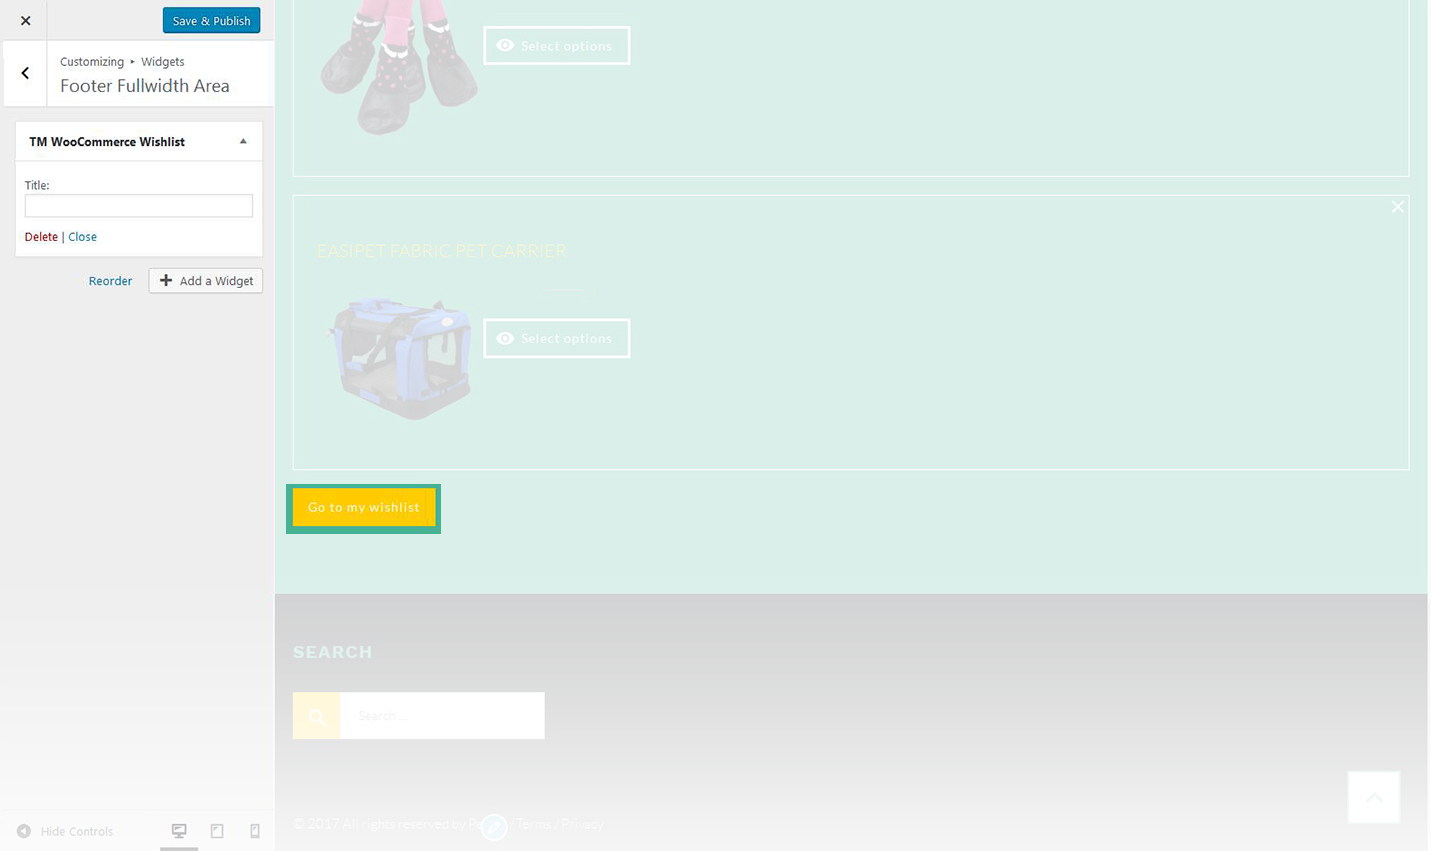 Save & Publish
Customizing ▸ Widgets
Footer Fullwidth Area
TM WooCommerce Wishlist
Title:
Delete | Close
Reorder
Add a Widget
Hide Controls
Select options
EASIPET FABRIC PET CARRIER
Select options
Go to my wishlist
SEARCH
Search …
© 2017 All rights reserved by / Terms / Privacy